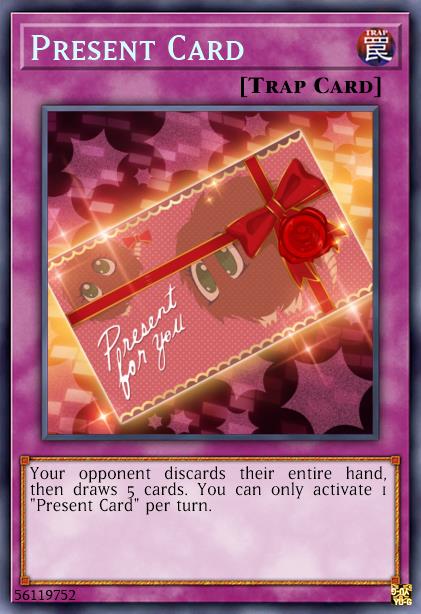 PRESENT CARD
TRAP
罠
[TRAP CARD]
Present
for you
Your opponent discards their entire hand,
then draws 5 cards. You can only activate 1
"Present Card" per turn.
56119752